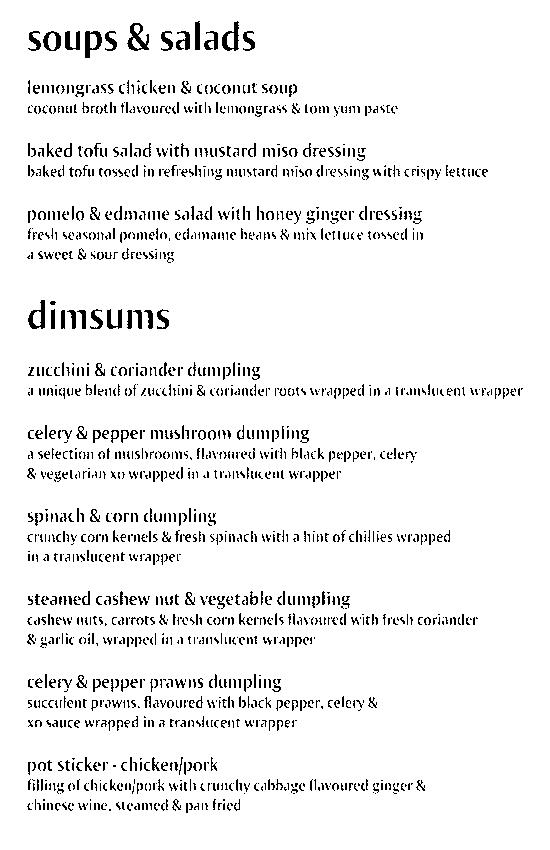 soups & salads
lemongrass chicken & coconut soup
coconut broth flavoured with lemongrass & tom yum paste
baked tofu salad with mustard miso dressing
baked tofu tossed in refreshing mustard miso dressing with crispy lettuce
pomelo & edmame salad with honey ginger dressing
fresh seasonal pomelo, edamame beans & mix lettuce tossed in
a sweet & sour dressing
dimsums
zucchini & coriander dumpling
a unique blend of zucchini & coriander roots wrapped in a translucent wrapper
celery & pepper mushroom dumpling
a selection of mushrooms, flavoured with black pepper, celery
& vegetarian xo wrapped in a translucent wrapper
spinach & corn dumpling
crunchy corn kernels & fresh spinach with a hint of chillies wrapped
in a translucent wrapper
steamed cashew nut & vegetable dumpling
cashew nuts, carrots & fresh corn kernels flavoured with fresh coriander
& garlic oil, wrapped in a translucent wrapper
celery & pepper prawns dumpling
succulent prawns, flavoured with black pepper, celery &
xo sauce wrapped in a translucent wrapper
pot sticker - chicken/pork
filling of chicken/pork with crunchy cabbage flavoured ginger &
chinese wine, steamed & pan fried